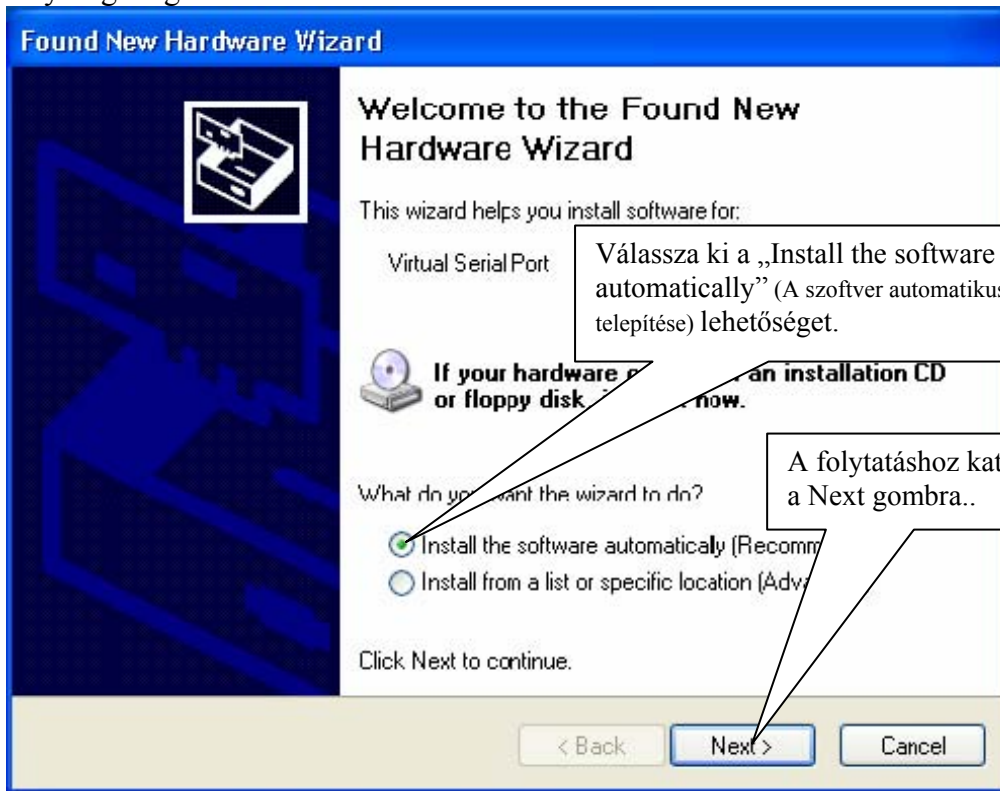 Found New Hardware Wizard
Welcome to the Found New
Hardware Wizard
This wizard helps you install software for:
Virtual Serial Port
Válassza ki a „Install the software
automatically” (A szoftver automatikus
telepítése) lehetőséget.
If your hardware an installation CD
or floppy disk, now.
A folytatáshoz
a Next gombra..
What do you want the wizard to do?
Install the software automaticaly
Install from a list or specific location
Click Next to continue.
< Back
Next >
Cancel